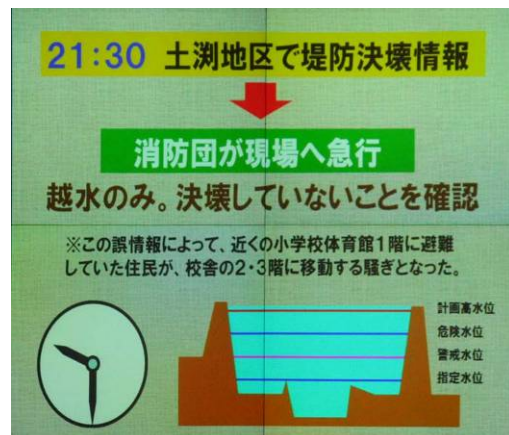 21:30 土渕地区で堤防決壊情報
消防団が現場へ急行
越水のみ。決壊していないことを確認
※この誤情報によって、近くの小学校体育館1階に避難
していた住民が、校舎の2・3階に移動する騒ぎとなった。
計画高水位
危険水位
警戒水位
指定水位